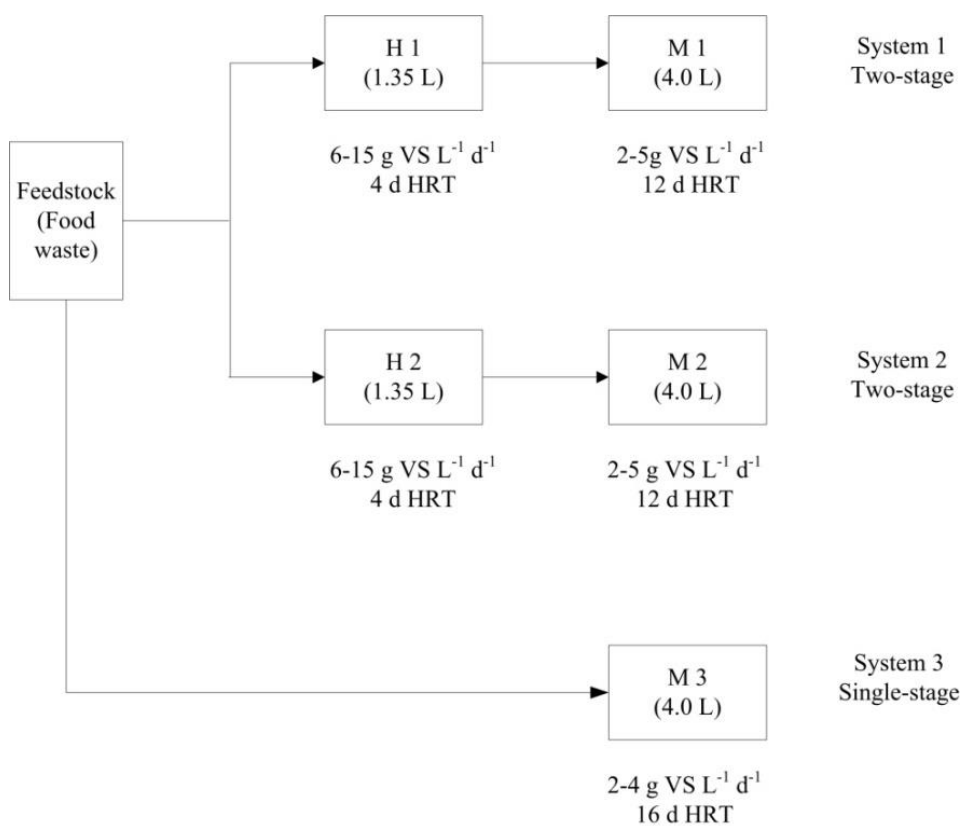 H 1
(1.35 L)
M 1
(4.0 L)
System 1
Two-stage
6-15 g VS L⁻¹ d⁻¹
4 d HRT
2-5g VS L⁻¹ d⁻¹
12 d HRT
Feedstock
(Food
waste)
H 2
(1.35 L)
M 2
(4.0 L)
System 2
Two-stage
6-15 g VS L⁻¹ d⁻¹
4 d HRT
2-5 g VS L⁻¹ d⁻¹
12 d HRT
M 3
(4.0 L)
System 3
Single-stage
2-4 g VS L⁻¹ d⁻¹
16 d HRT